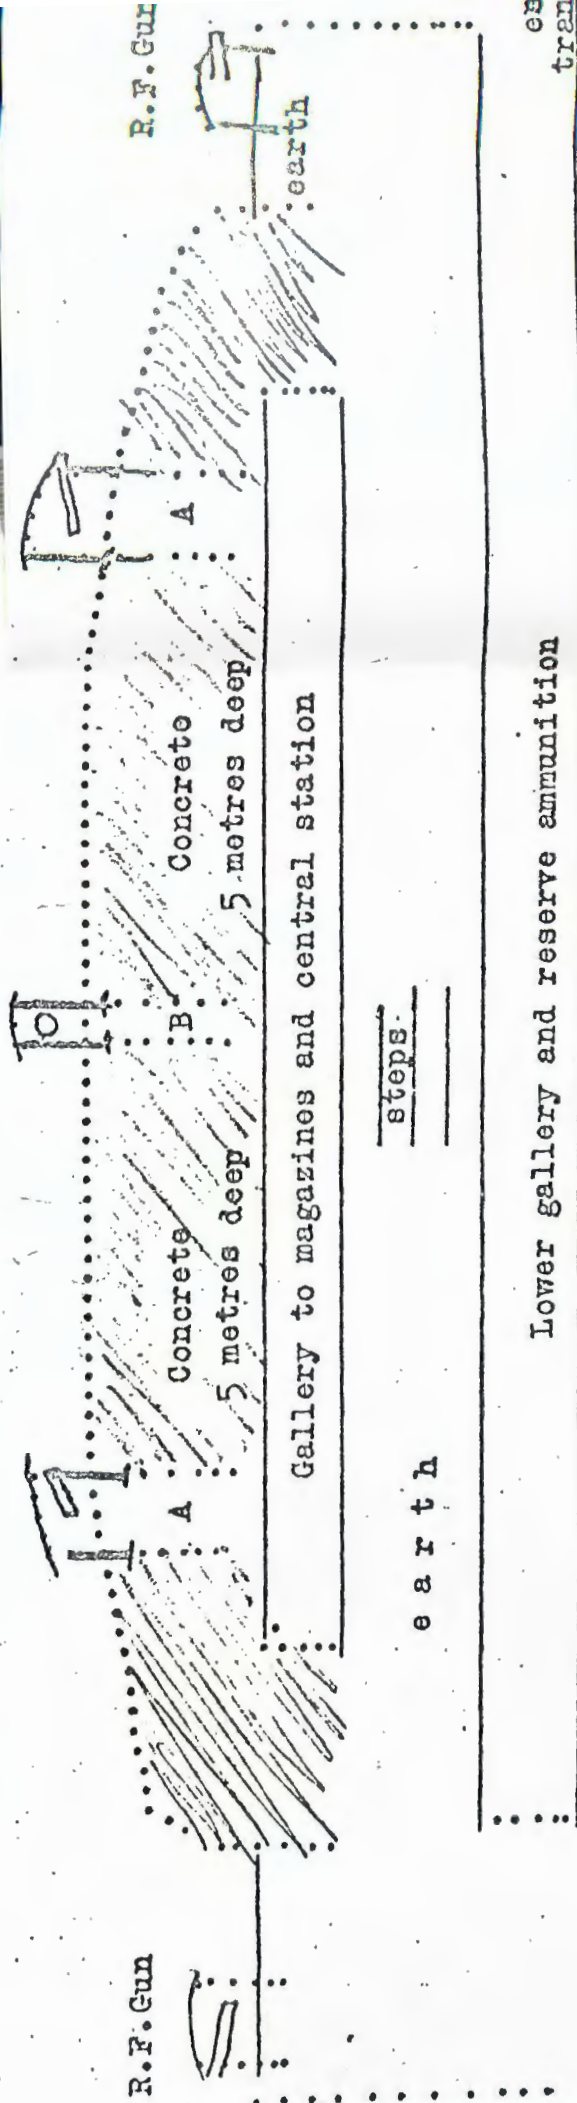 R.F.Gun R.F.Gun
A Concrete B Concrete A
5 metres deep 5 metres deep
earth
Gallery to magazines and central station
steps.
e a r t h
Lower gallery and reserve ammunition